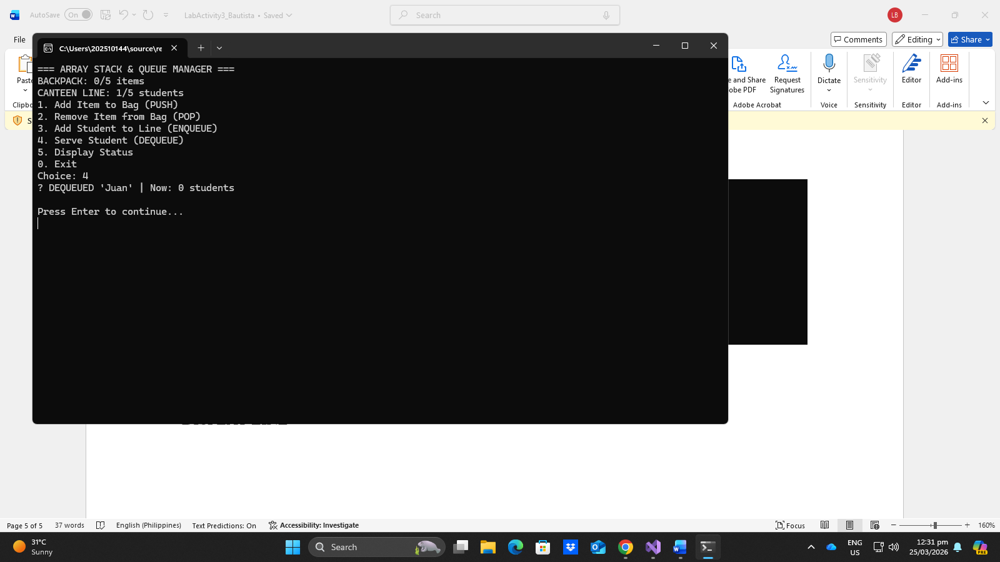 AutoSave On
LabActivity3_Bautista • Saved
Search
LB
File
Comments
Editing
Share
C:\Users\202510144\source\re
=== ARRAY STACK & QUEUE MANAGER ===
BACKPACK: 0/5 items
CANTEEN LINE: 1/5 students
1. Add Item to Bag (PUSH)
2. Remove Item from Bag (POP)
3. Add Student to Line (ENQUEUE)
4. Serve Student (DEQUEUE)
5. Display Status
0. Exit
Choice: 4
? DEQUEUED 'Juan' | Now: 0 students
Press Enter to continue...
Paste
Clipbo
e and Share
obe PDF
Request
Signatures
Adobe Acrobat
Dictate
Voice
Sensitivity
Sensitivity
Editor
Editor
Add-ins
Add-ins
S
Page 5 of 5
37 words
English (Philippines)
Text Predictions: On
Accessibility: Investigate
Focus
160%
31°C
Sunny
Search
ENG
US
12:31 pm
25/03/2026
PRE